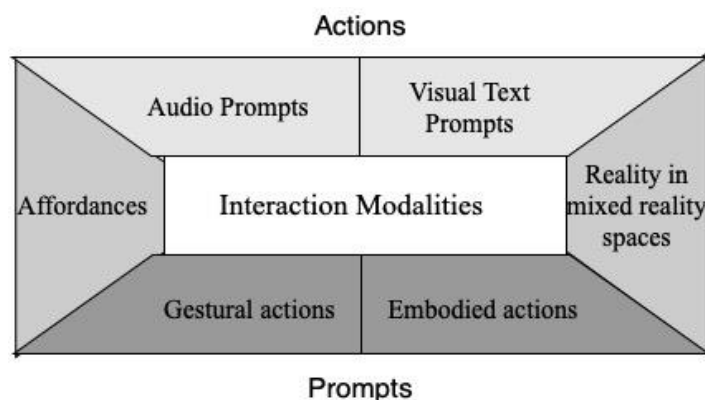 Actions
Audio Prompts
Visual Text
Prompts
Affordances
Interaction Modalities
Reality in
mixed reality
spaces
Gestural actions
Embodied actions
Prompts